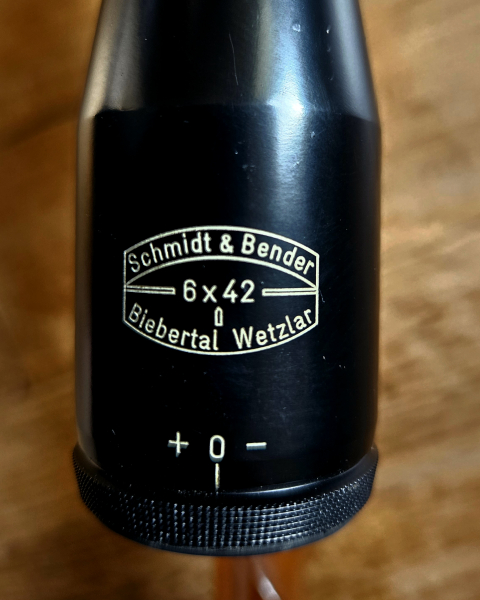 Schmidt & Bender
6x42
Biebertal Wetzlar
+ 0 -